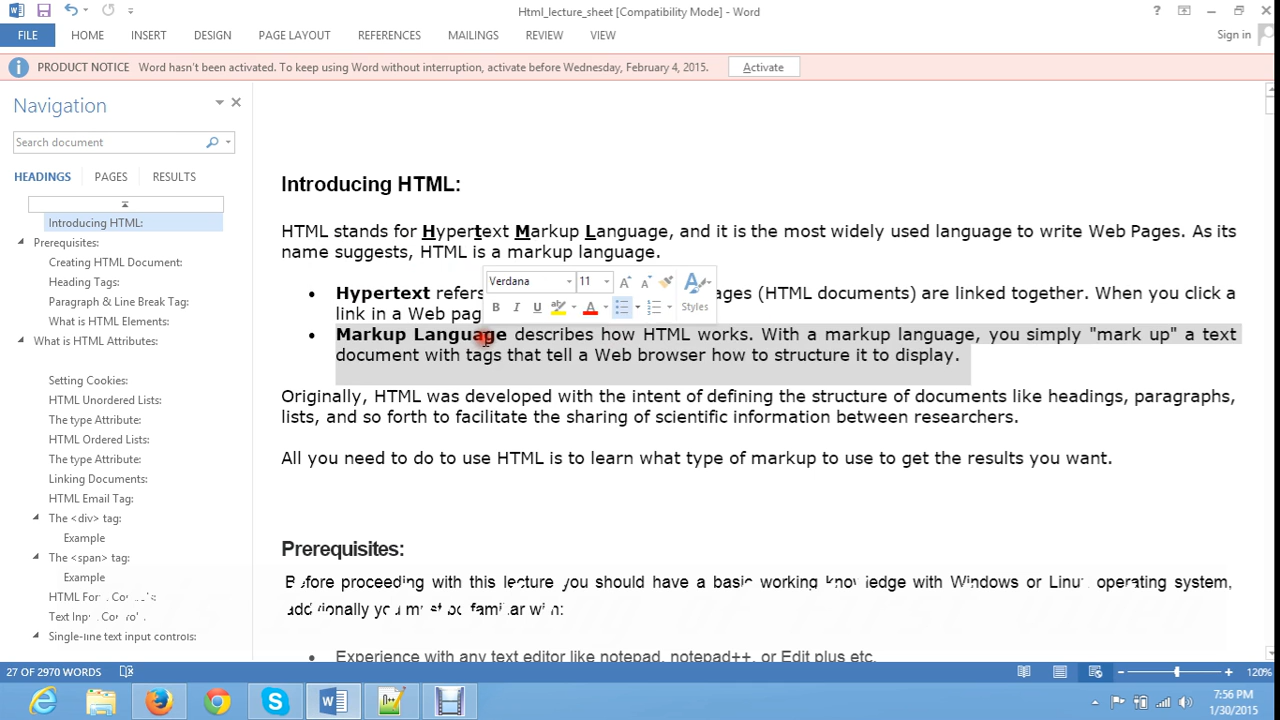 Html_lecture_sheet [Compatibility Mode] - Word
FILE HOME INSERT DESIGN PAGE LAYOUT REFERENCES MAILINGS REVIEW VIEW Sign in
PRODUCT NOTICE Word hasn't been activated. To keep using Word without interruption, activate before Wednesday, February 4, 2015. Activate
Navigation
Search document
HEADINGS PAGES RESULTS
Introducing HTML:
Prerequisites:
Creating HTML Document:
Heading Tags:
Paragraph & Line Break Tag:
What is HTML Elements:
What is HTML Attributes:
Setting Cookies:
HTML Unordered Lists:
The type Attribute:
HTML Ordered Lists:
The type Attribute:
Linking Documents:
HTML Email Tag:
The <div> tag:
Example
The <span> tag:
Example
HTML
Text
Single-line text input controls:
Introducing HTML:
HTML stands for Hypertext Markup Language, and it is the most widely used language to write Web Pages. As its
name suggests, HTML is a markup language.
Verdana 11
B I U A Styles
• Hypertext refers ages (HTML documents) are linked together. When you click a
link in a Web pag
• Markup Language describes how HTML works. With a markup language, you simply "mark up" a text
document with tags that tell a Web browser how to structure it to display.
Originally, HTML was developed with the intent of defining the structure of documents like headings, paragraphs,
lists, and so forth to facilitate the sharing of scientific information between researchers.
All you need to do to use HTML is to learn what type of markup to use to get the results you want.
Prerequisites:
Before proceeding with this lecture you should have a basic working knowledge with Windows or Linux operating system,
additionally you must be familiar with:
• Experience with any text editor like notepad, notepad++, or Edit plus etc.
27 OF 2970 WORDS
120%
7:56 PM
1/30/2015